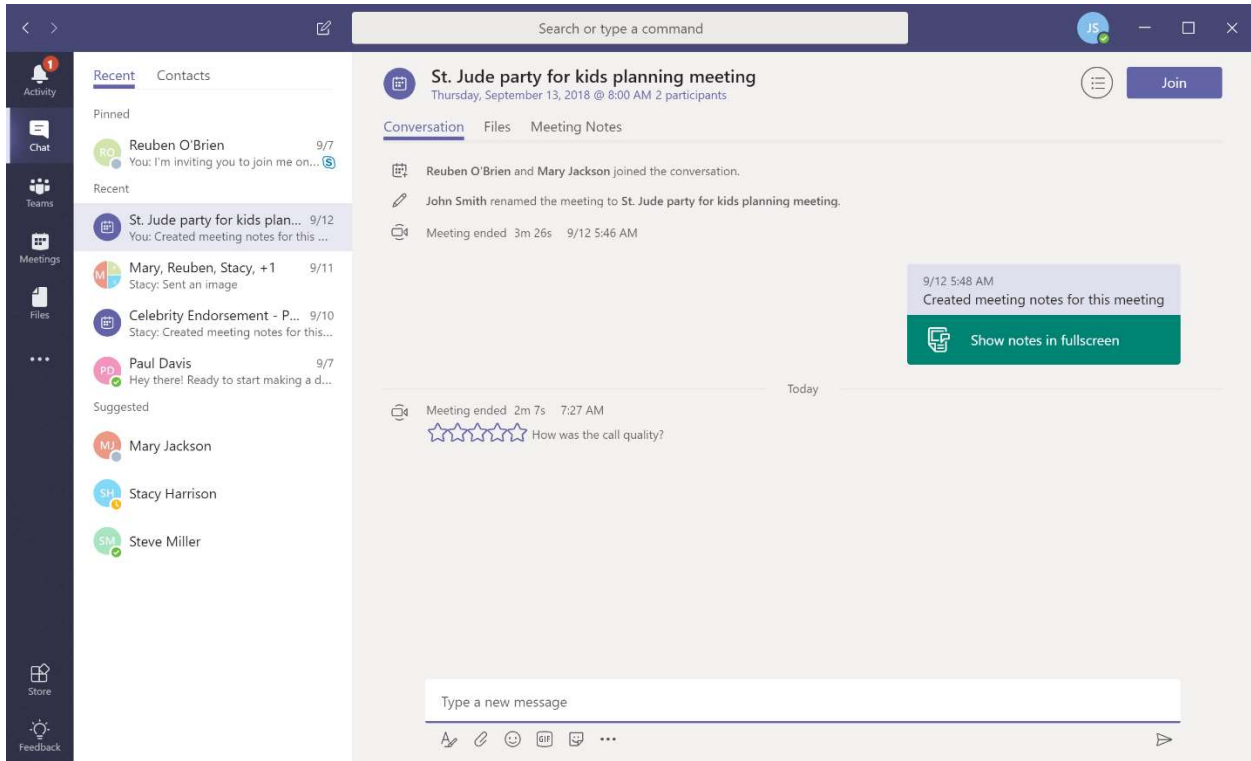 Search or type a command
JS
1
Activity
Chat
Teams
Meetings
Files
Store
Feedback
Recent Contacts
Pinned
RO
Reuben O'Brien 9/7
You: I'm inviting you to join me on... S
Recent
St. Jude party for kids plan... 9/12
You: Created meeting notes for this ...
M
Mary, Reuben, Stacy, +1 9/11
Stacy: Sent an image
Celebrity Endorsement - P... 9/10
Stacy: Created meeting notes for this...
PD
Paul Davis 9/7
Hey there! Ready to start making a d...
Suggested
MJ
Mary Jackson
SH
Stacy Harrison
SM
Steve Miller
St. Jude party for kids planning meeting
Thursday, September 13, 2018 @ 8:00 AM 2 participants
Join
Conversation Files Meeting Notes
Reuben O'Brien and Mary Jackson joined the conversation.
John Smith renamed the meeting to St. Jude party for kids planning meeting.
Meeting ended 3m 26s 9/12 5:46 AM
9/12 5:48 AM
Created meeting notes for this meeting
Show notes in fullscreen
Today
Meeting ended 2m 7s 7:27 AM
How was the call quality?
Type a new message
GIF